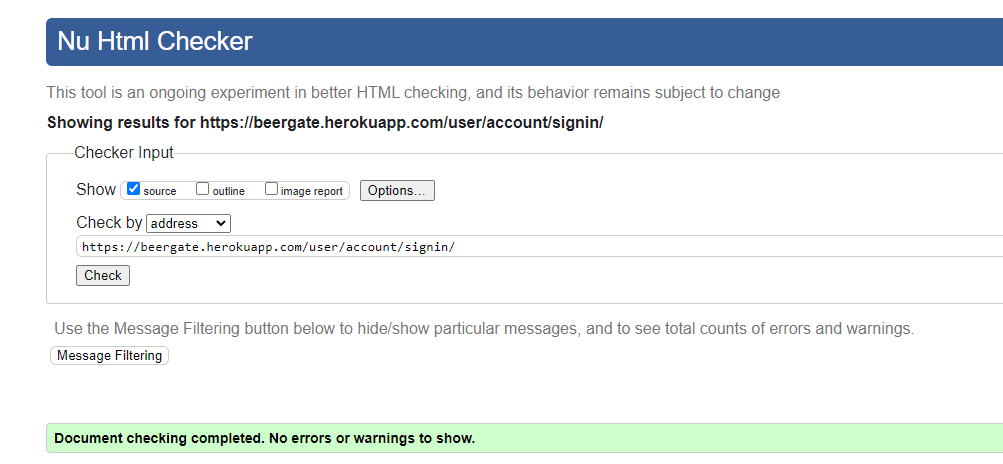 Nu Html Checker
This tool is an ongoing experiment in better HTML checking, and its behavior remains subject to change
Showing results for https://beergate.herokuapp.com/user/account/signin/
Checker Input
Show source outline image report Options...
Check by address
https://beergate.herokuapp.com/user/account/signin/
Check
Use the Message Filtering button below to hide/show particular messages, and to see total counts of errors and warnings.
Message Filtering
Document checking completed. No errors or warnings to show.